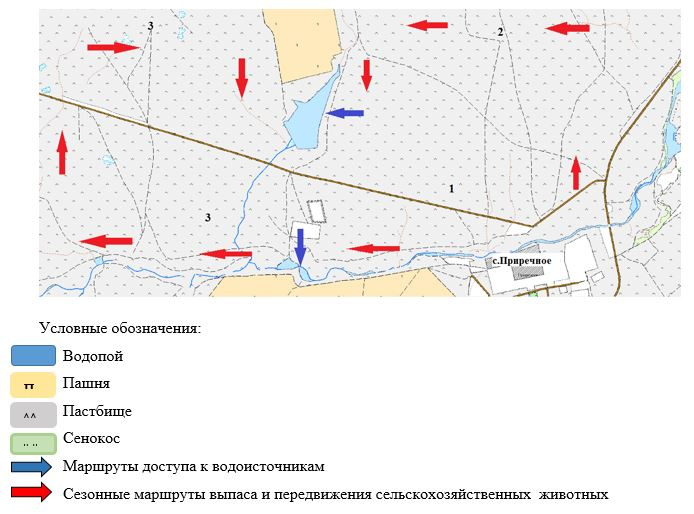 3
2
1
3
с.Приречное
Условные обозначения:
Водопой
Пашня
Пастбище
Сенокос
Маршруты доступа к водоисточникам
Сезонные маршруты выпаса и передвижения сельскохозяйственных животных